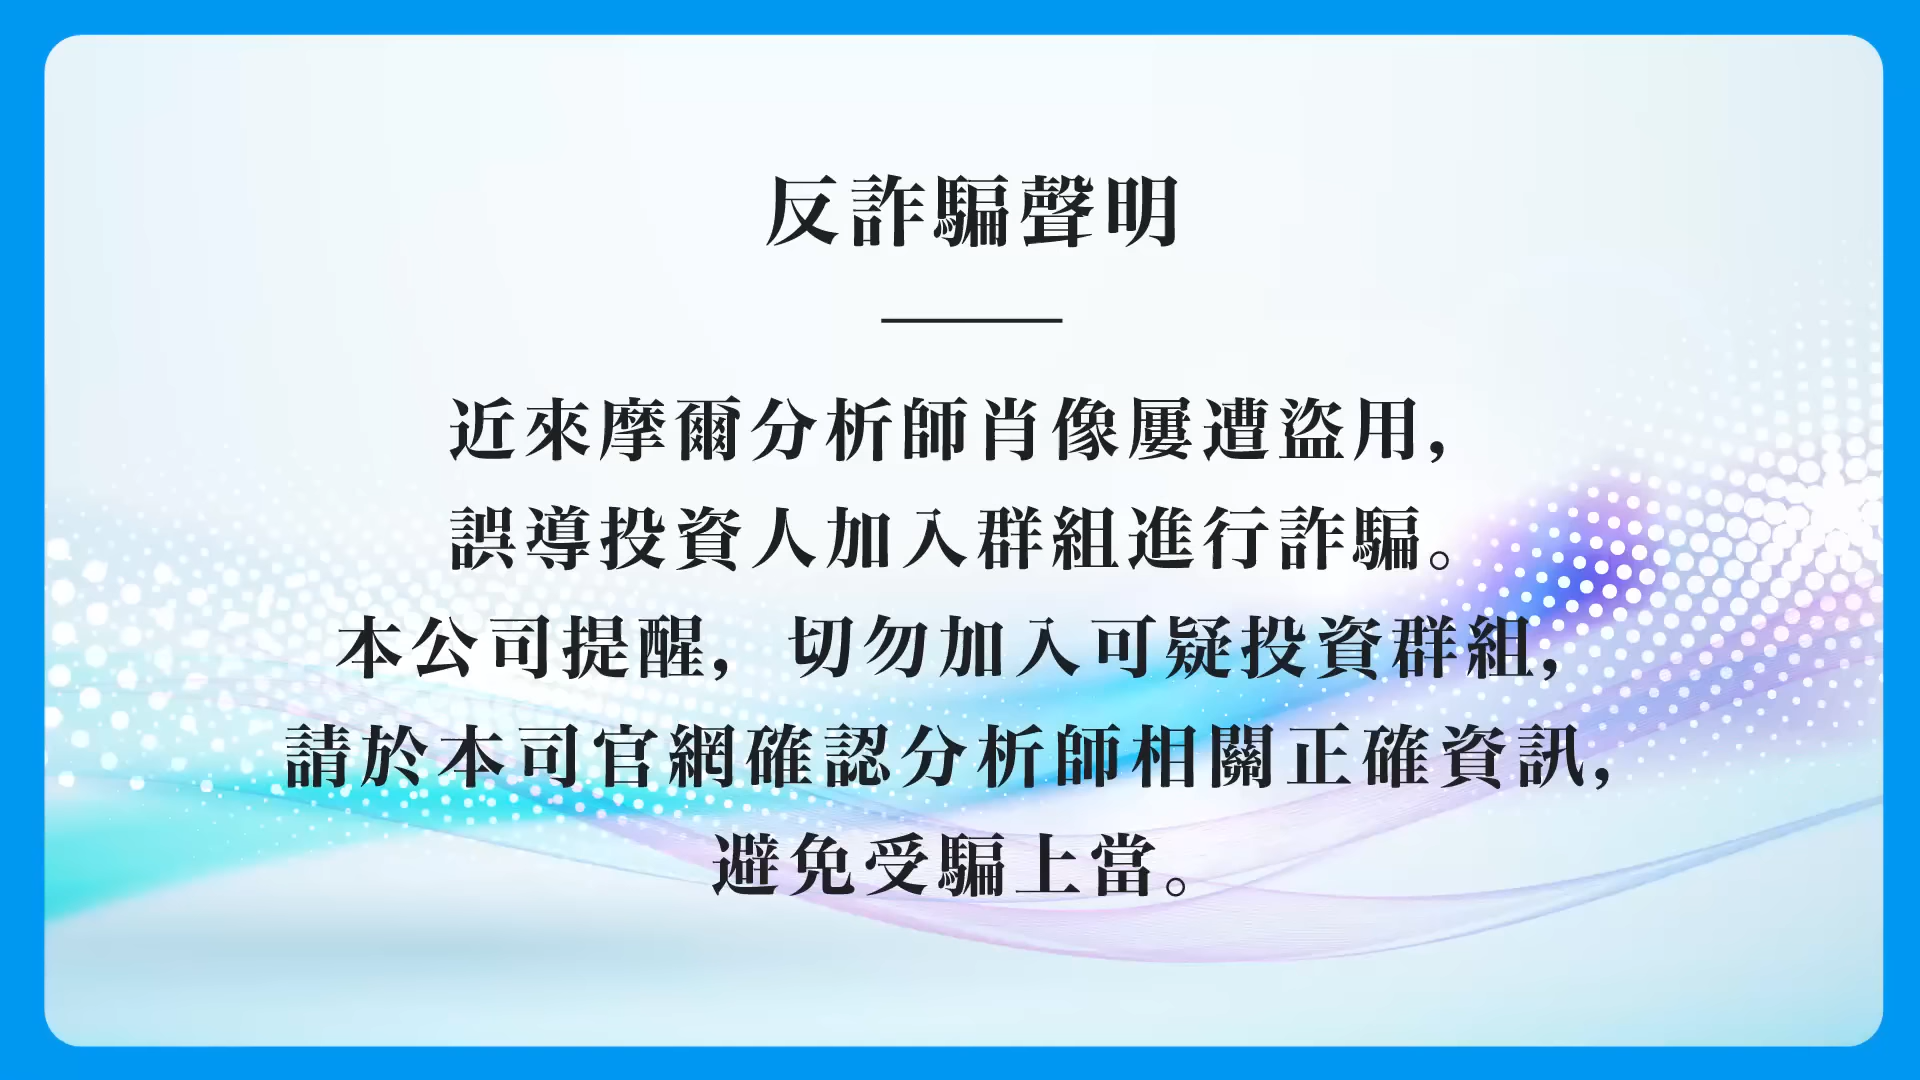 反詐騙聲明
近來摩爾分析師肖像屢遭盜用，
誤導投資人加入群組進行詐騙。
本公司提醒，切勿加入可疑投資群組，
請於本司官網確認分析師相關正確資訊，
避免受騙上當。